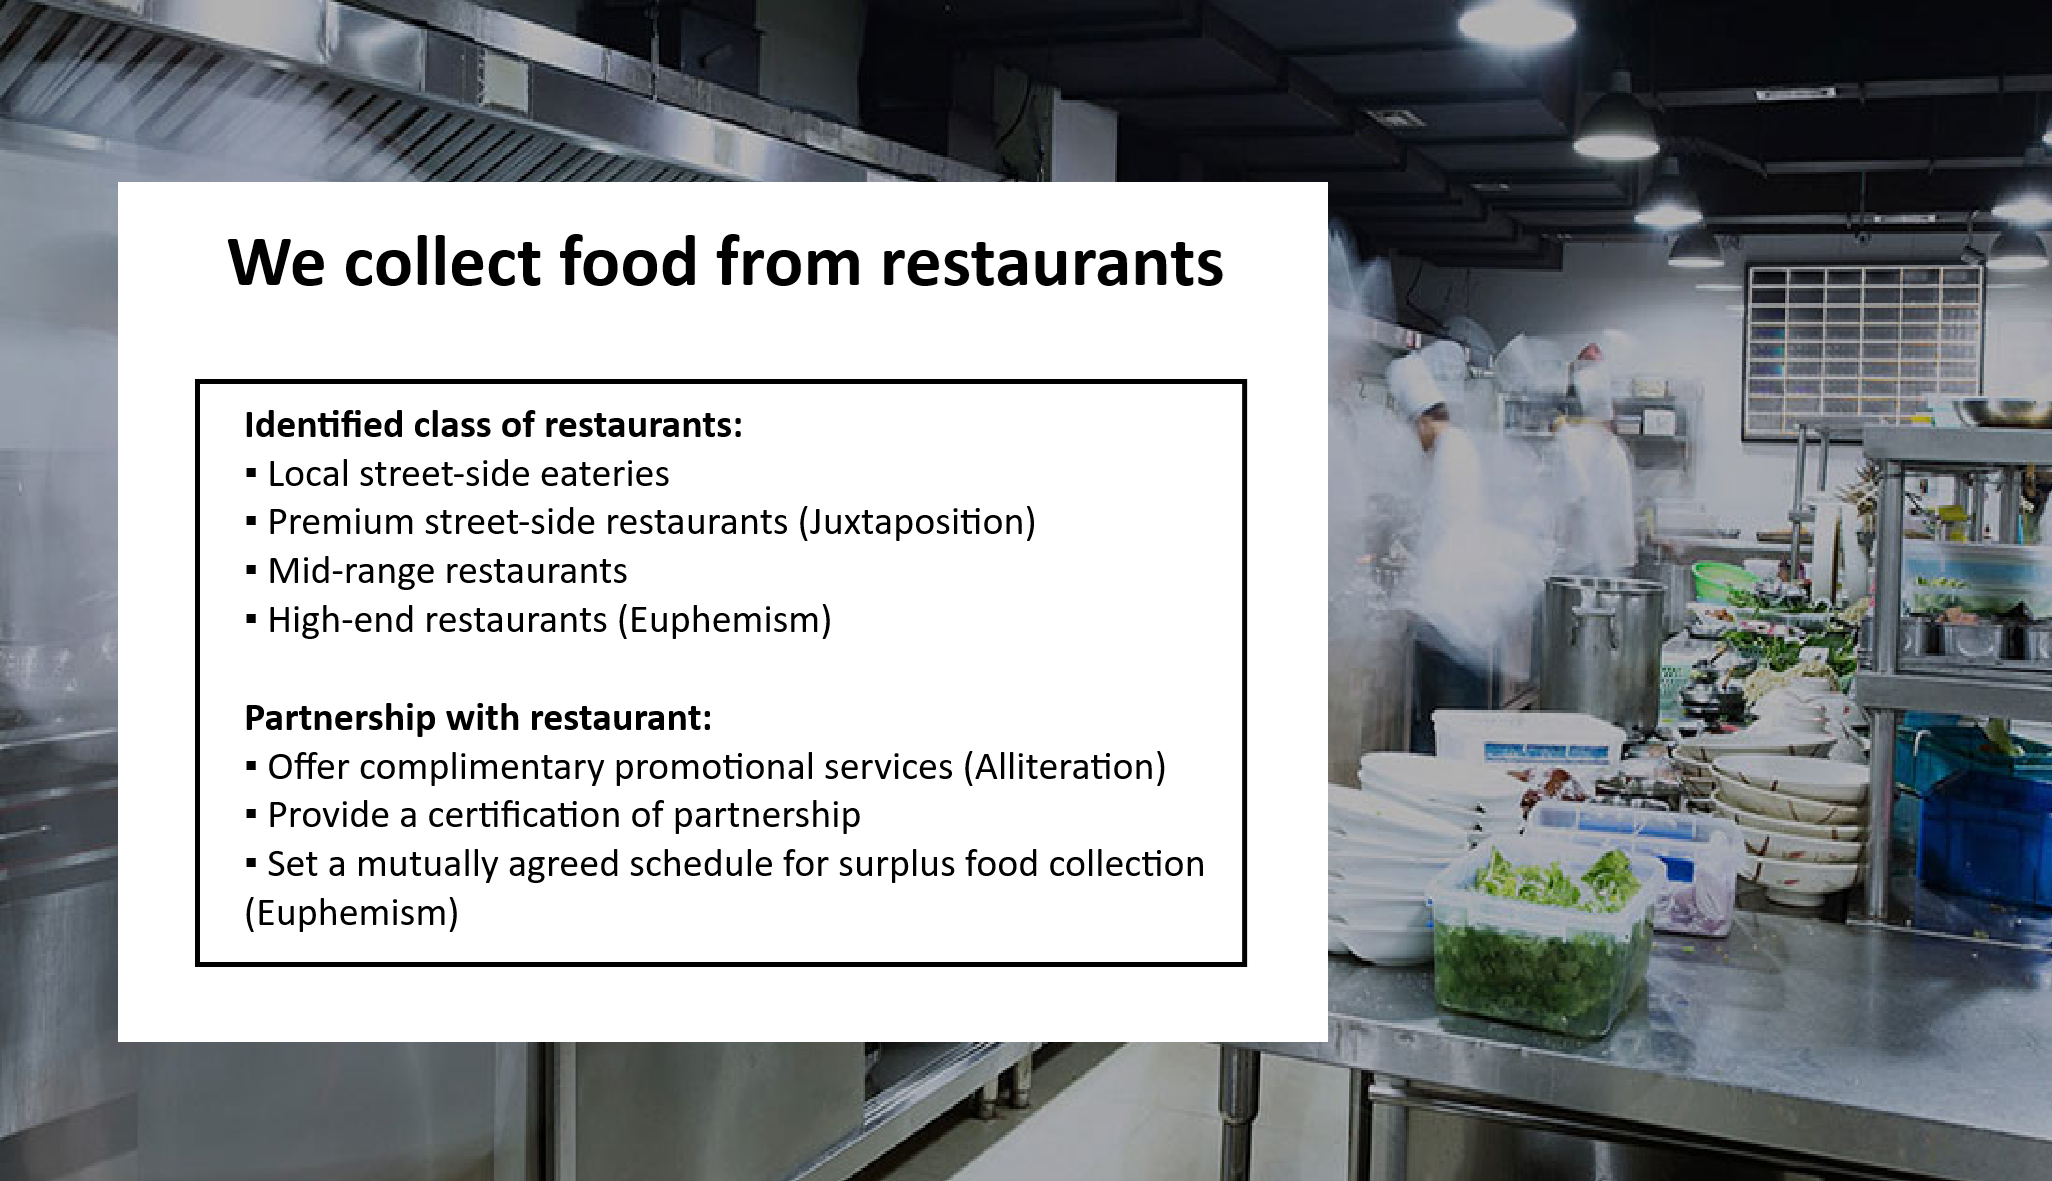 We collect food from restaurants
Identified class of restaurants:
▪ Local street-side eateries
▪ Premium street-side restaurants (Juxtaposition)
▪ Mid-range restaurants
▪ High-end restaurants (Euphemism)
Partnership with restaurant:
▪ Offer complimentary promotional services (Alliteration)
▪ Provide a certification of partnership
▪ Set a mutually agreed schedule for surplus food collection
(Euphemism)